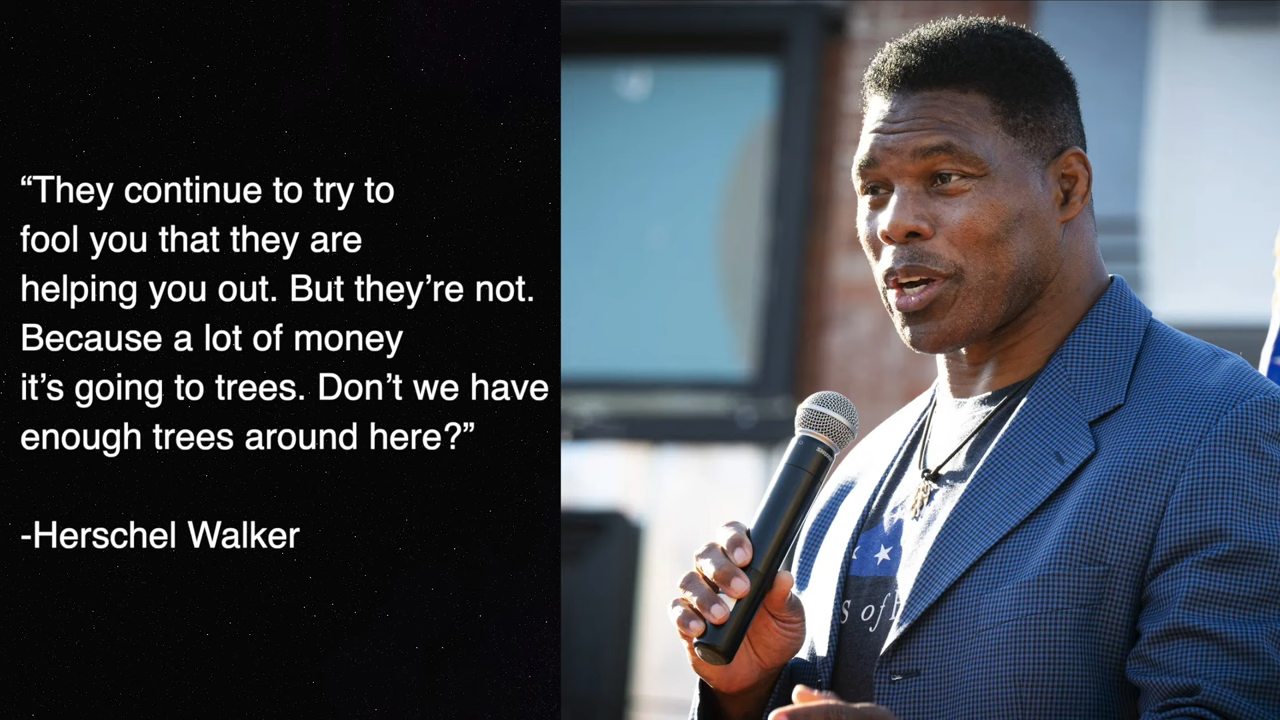 “They continue to try to
fool you that they are
helping you out. But they’re not.
Because a lot of money
it’s going to trees. Don’t we have
enough trees around here?”
-Herschel Walker
S of